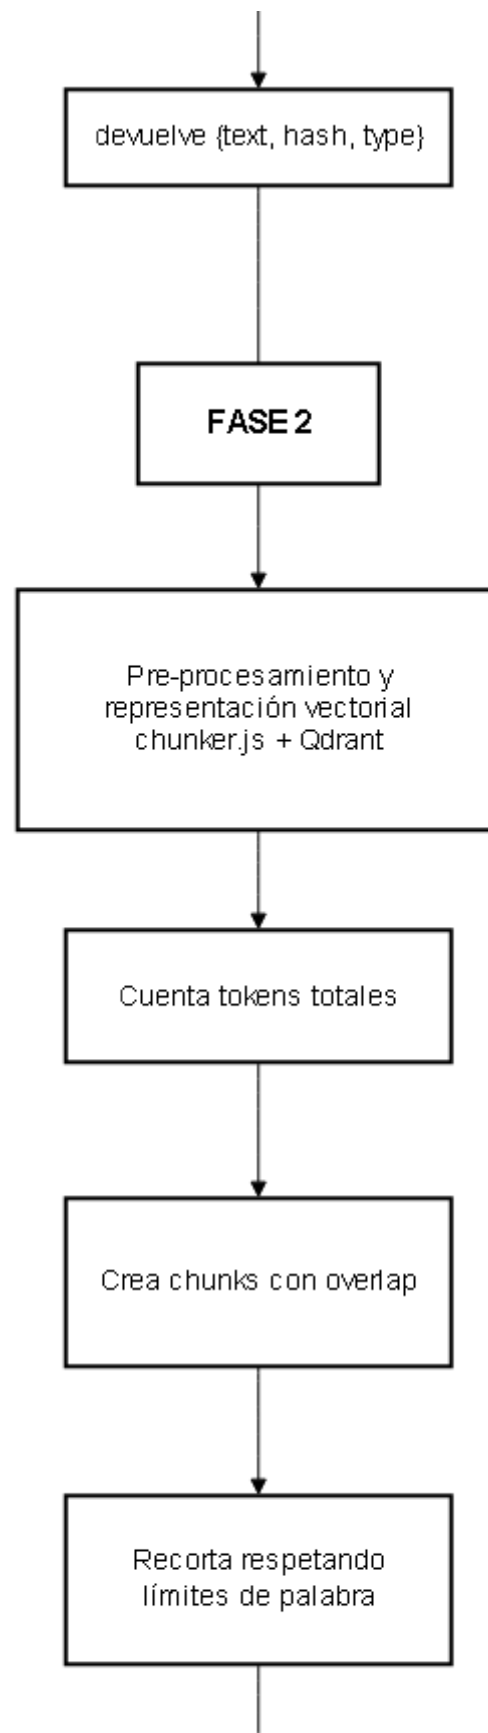 devuelve {text, hash, type}
FASE 2
Pre-procesamiento y
representación vectorial
chunker.js + Qdrant
Cuenta tokens totales
Crea chunks con overlap
Recorta respetando
límites de palabra